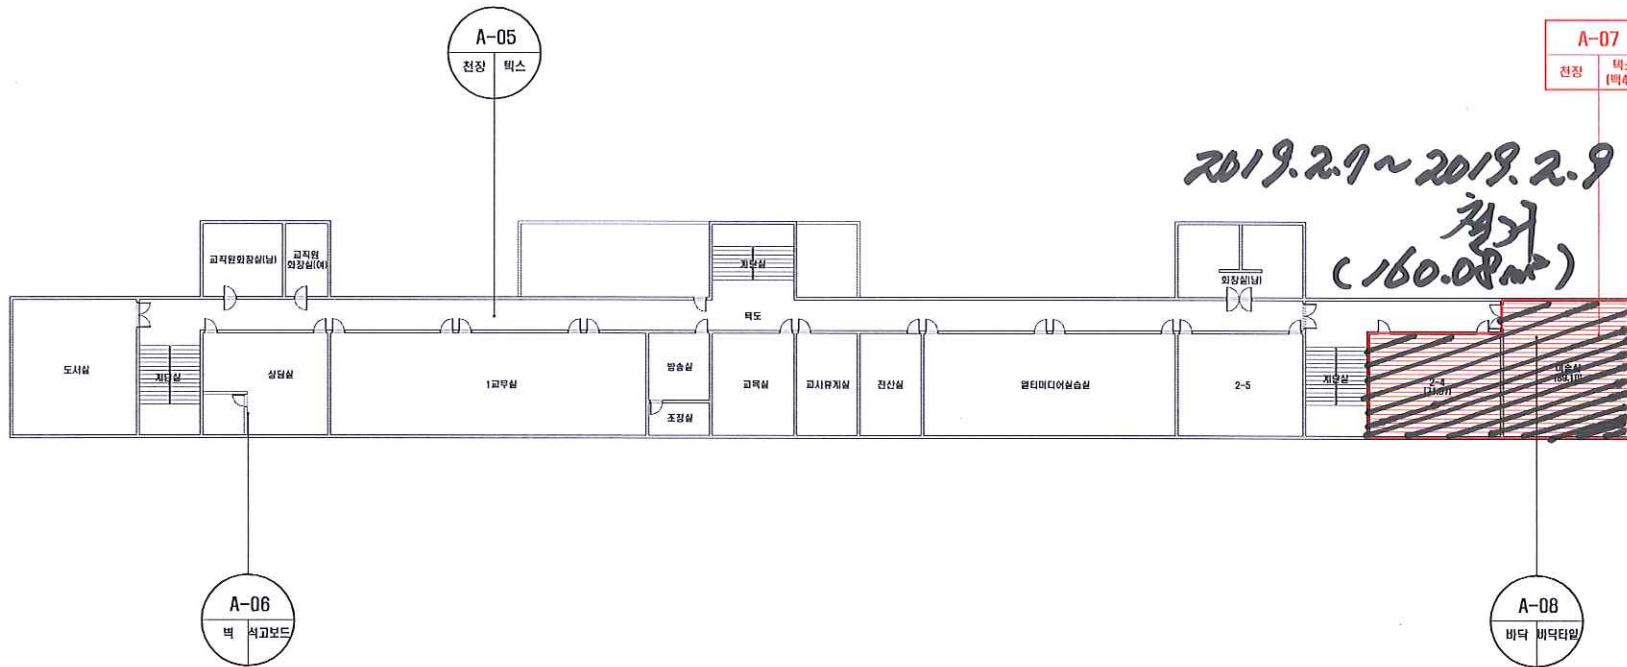 A-05
천장 텍스
A-07
천장
2019.2.7~2019.2.9
철거
(160.08㎡)
교직원화장실(남)
교직원
화장실(여)
계단실
화장실(남)
복도
도서실
계단실
상담실
1교무실
방송실
조정실
교육실
교사휴게실
전산실
멀티미디어실습실
2-5
계단실
2-4
미술실
A-06
벽 석고보드
A-08
바닥 바닥타일